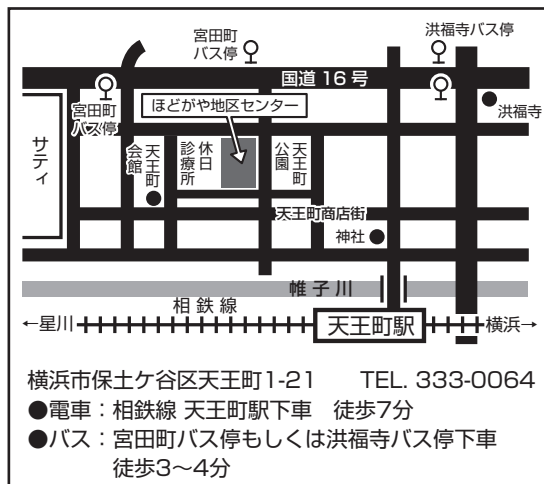 宮田町
バス停
洪福寺バス停
国道16号
宮田町
バス停
ほどがや地区センター
洪福寺
サティ
天王町
会館
休日
診療所
天王町
公園
天王町商店街
神社
帷子川
相鉄線
←星川
天王町駅
横浜→
横浜市保土ケ谷区天王町1-21 TEL. 333-0064
●電車：相鉄線 天王町駅下車 徒歩7分
●バス：宮田町バス停もしくは洪福寺バス停下車
徒歩3〜4分